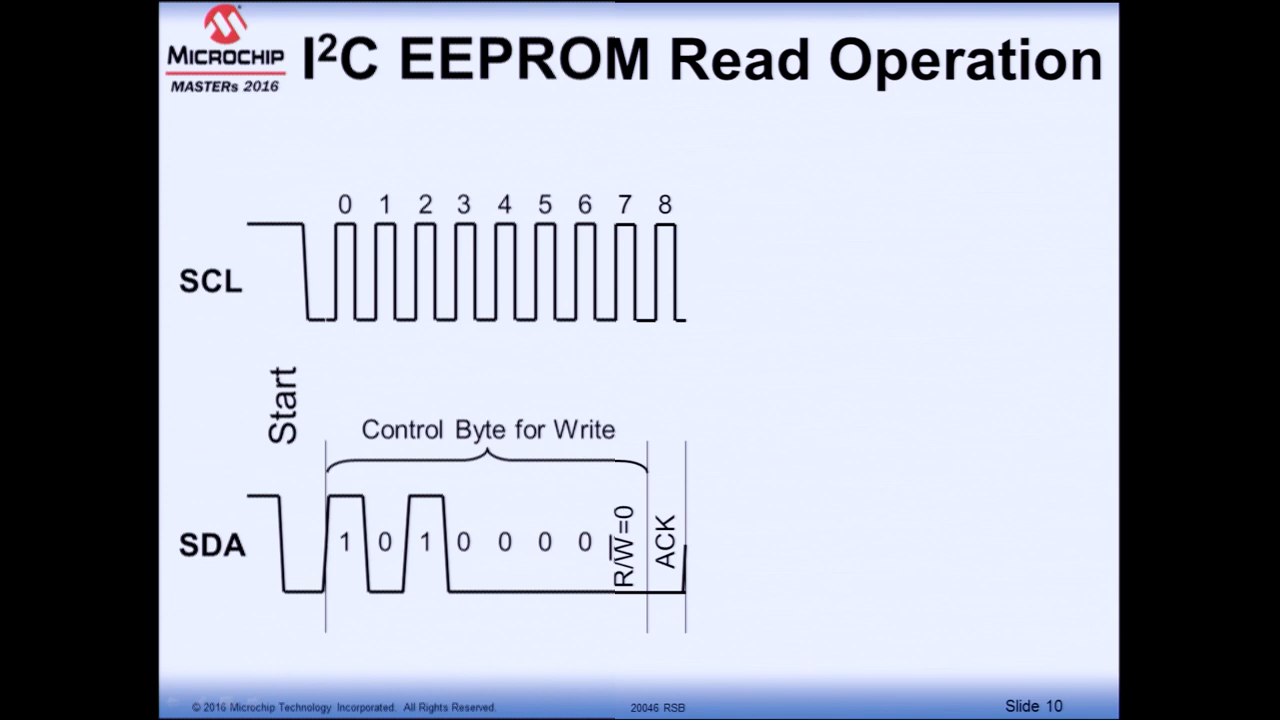 MICROCHIP
MASTERs 2016
I²C EEPROM Read Operation
0 1 2 3 4 5 6 7 8
SCL
Start
Control Byte for Write
SDA
1 0 1 0 0 0 0 R/W̅=0 ACK
© 2016 Microchip Technology Incorporated. All Rights Reserved.
20046 RSB
Slide 10